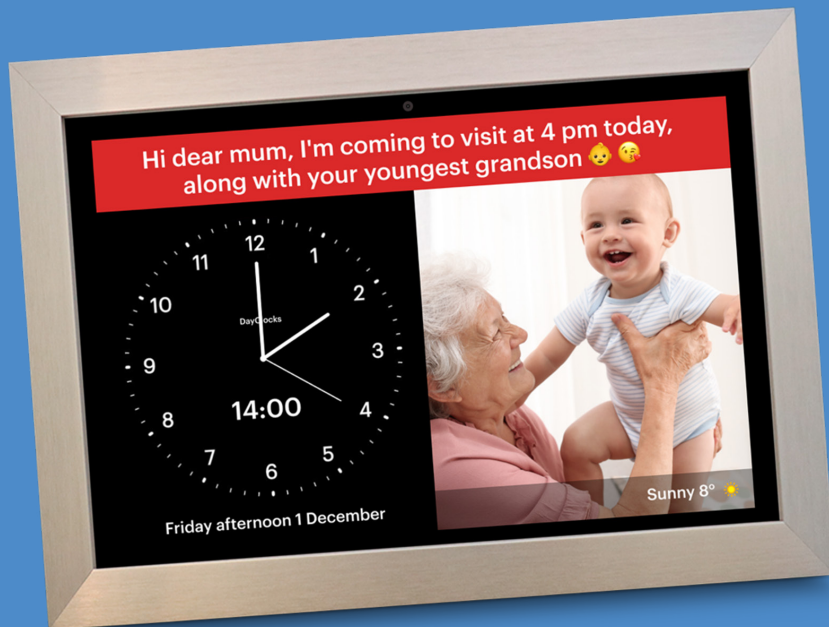 Hi dear mum, I'm coming to visit at 4 pm today,
along with your youngest grandson 👶 😘
12
11 1
10 2
DayClocks
9 3
14:00
8 4
7 5
6
Friday afternoon 1 December
Sunny 8° ☀️